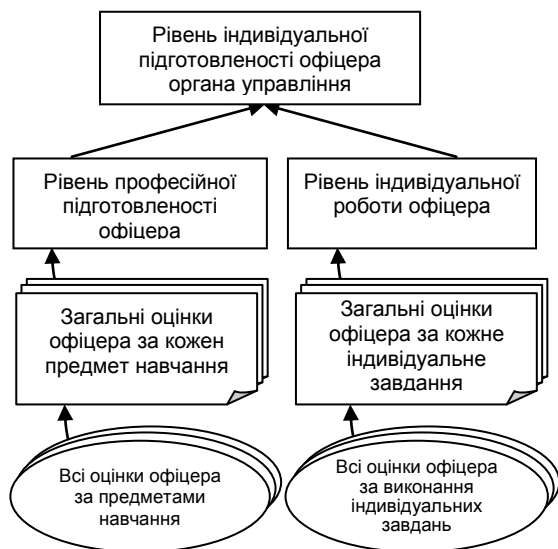 Рівень індивідуальної
підготовленості офіцера
органа управління
Рівень професійної
підготовленості
офіцера
Рівень індивідуальної
роботи офіцера
Загальні оцінки
офіцера за кожен
предмет навчання
Загальні оцінки
офіцера за кожне
індивідуальне
завдання
Всі оцінки офіцера
за предметами
навчання
Всі оцінки офіцера
за виконання
індивідуальних
завдань